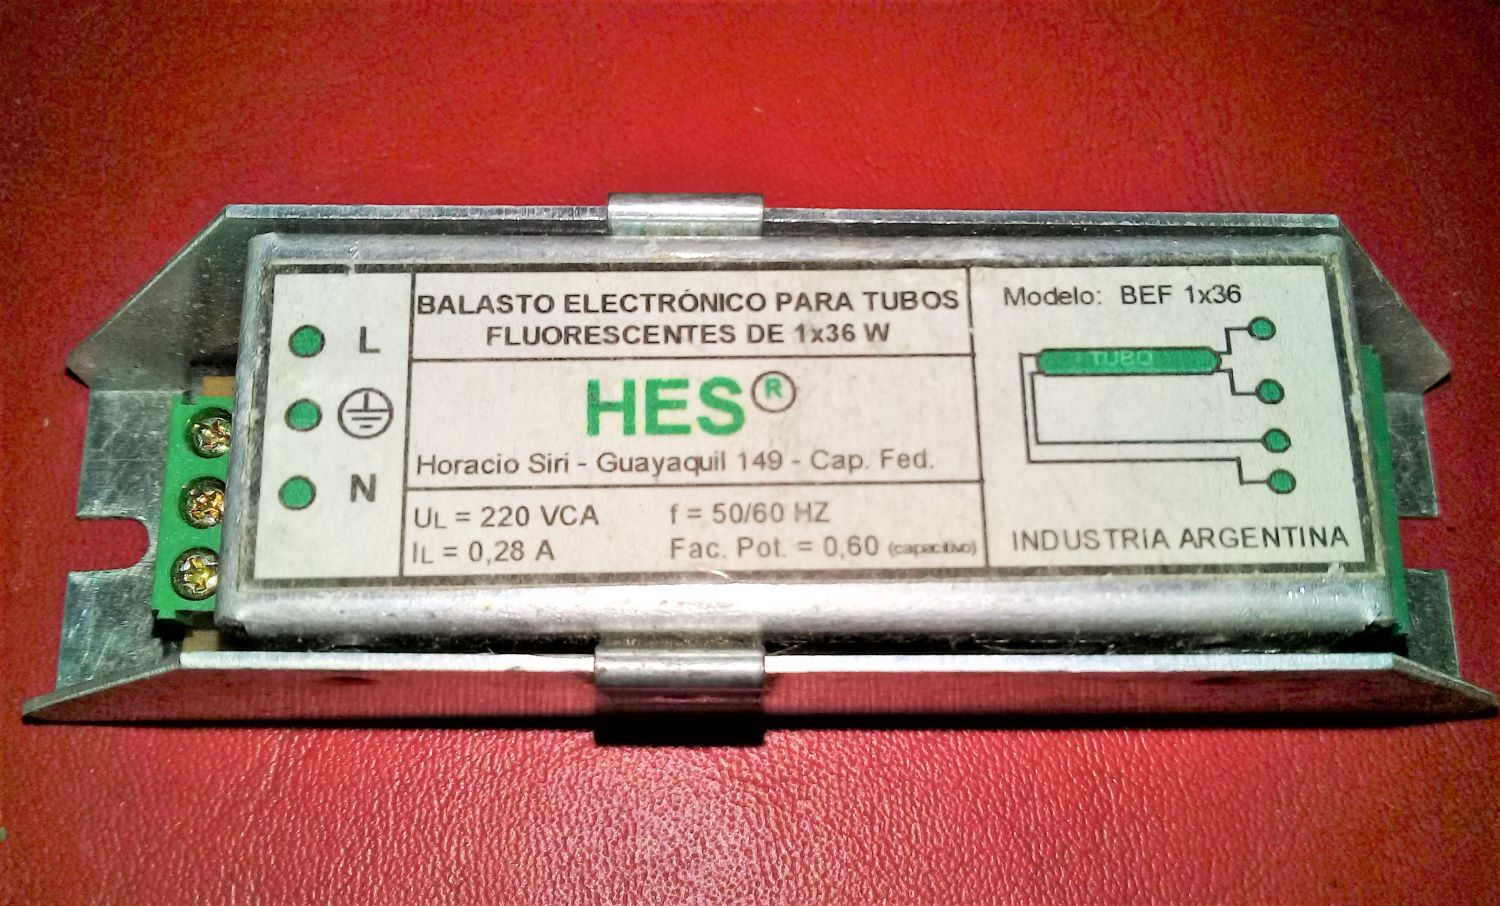 L
N
BALASTO ELECTRÓNICO PARA TUBOS
FLUORESCENTES DE 1x36 W
HES®
Horacio Siri - Guayaquil 149 - Cap. Fed.
UL = 220 VCA f = 50/60 HZ
IL = 0,28 A Fac. Pot. = 0,60 (capacitivo)
Modelo: BEF 1x36
TUBO
INDUSTRIA ARGENTINA